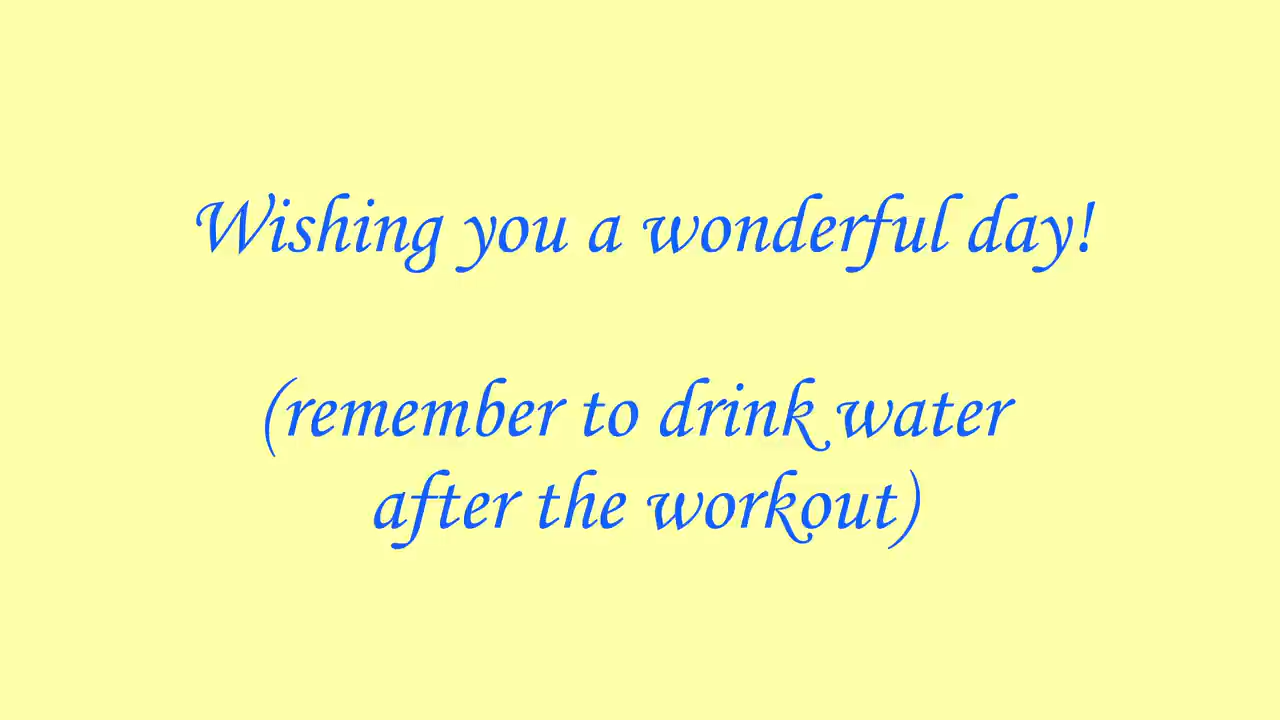 Wishing you a wonderful day!
(remember to drink water
after the workout)